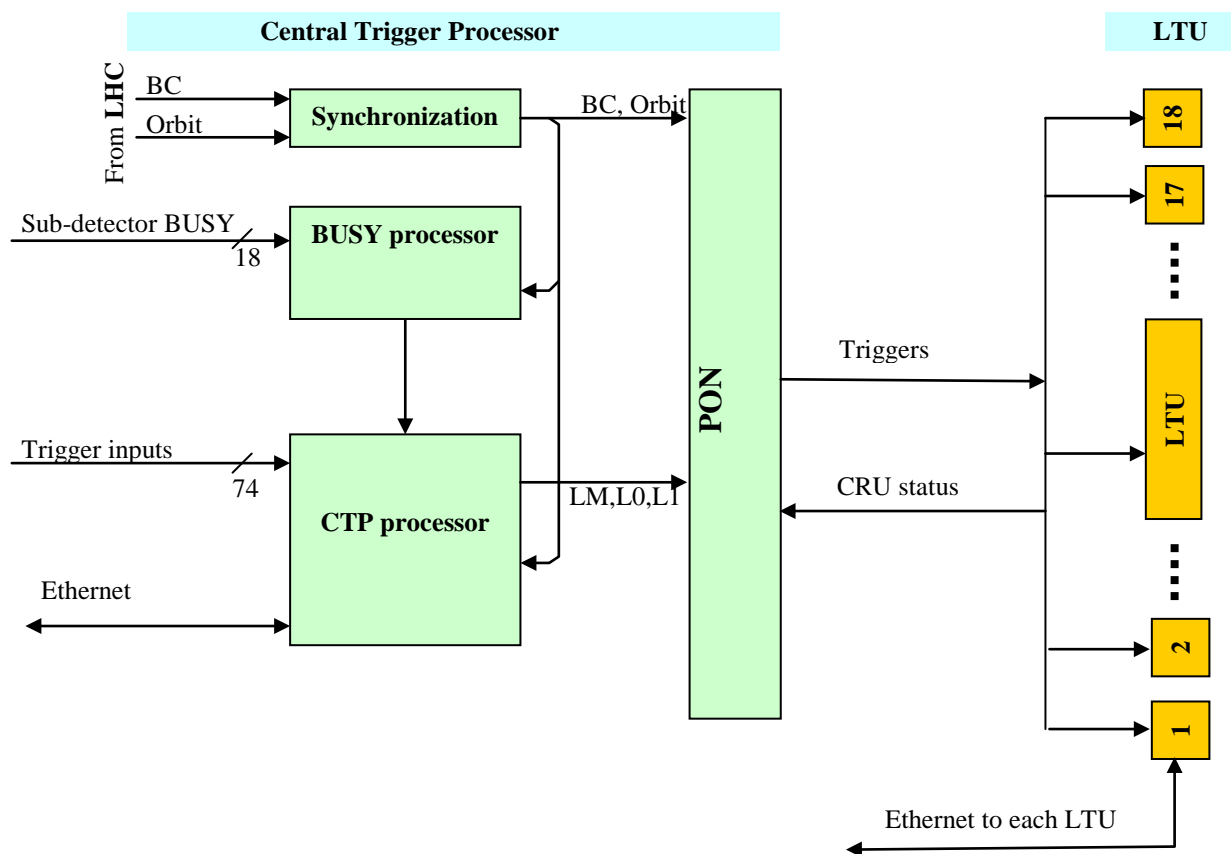 Central Trigger Processor
LTU
From LHC
BC
Orbit
Synchronization
BC, Orbit
18
17
Sub-detector BUSY
18
BUSY processor
PON
Triggers
LTU
Trigger inputs
74
CTP processor
LM,L0,L1
CRU status
Ethernet
2
1
Ethernet to each LTU